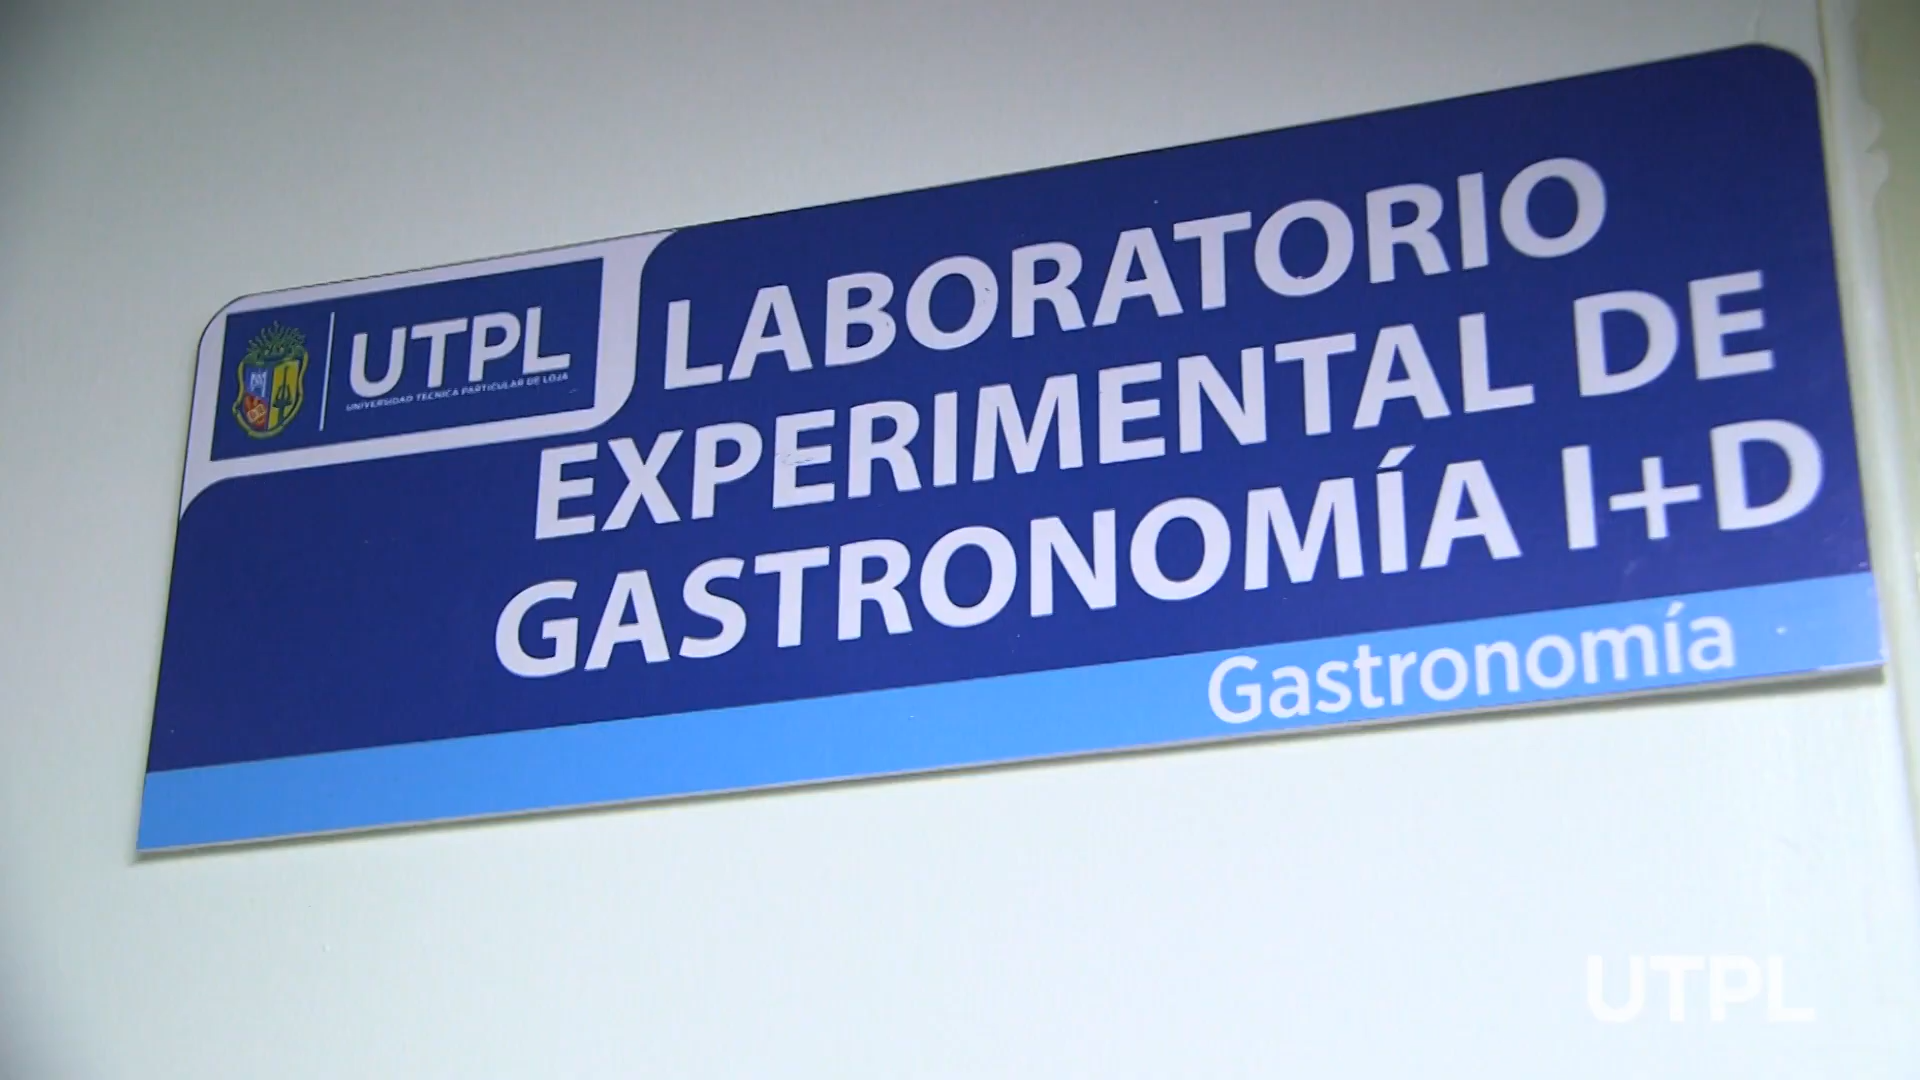 UTPL
UNIVERSIDAD TÉCNICA PARTICULAR DE LOJA
LABORATORIO
EXPERIMENTAL DE
GASTRONOMÍA I+D
Gastronomía
UTPL